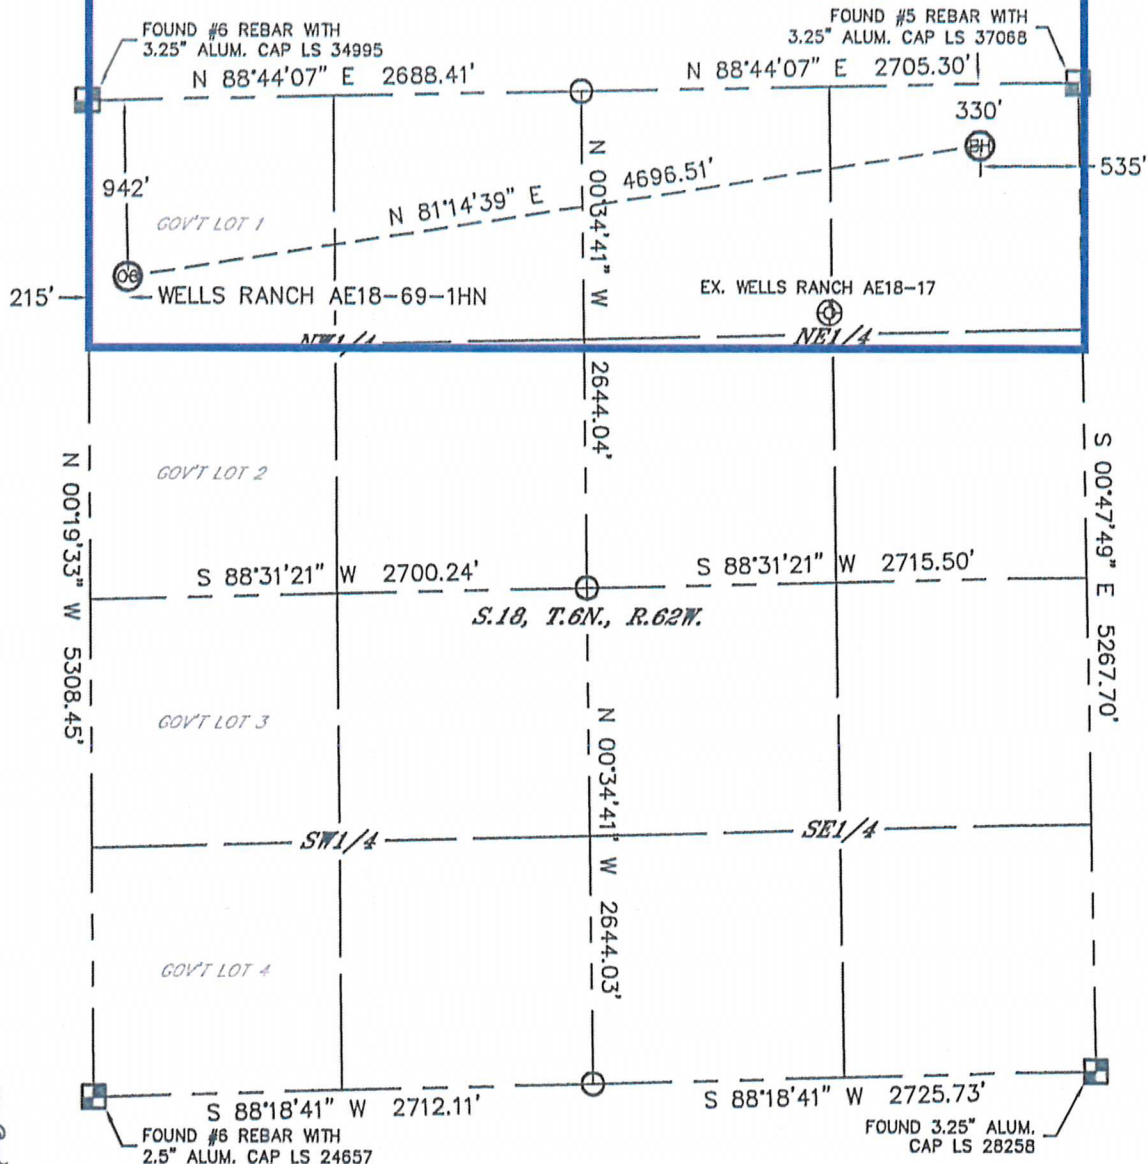 FOUND #6 REBAR WITH
3.25" ALUM. CAP LS 34995
FOUND #5 REBAR WITH
3.25" ALUM. CAP LS 37068
N 88°44'07" E 2688.41'
N 88°44'07" E 2705.30'
330'
BH
535'
942'
GOV'T LOT 1
N 81°14'39" E 4696.51'
N 00°34'41" W 2644.04'
215'
WELLS RANCH AE18-69-1HN
EX. WELLS RANCH AE18-17
NW1/4
NE1/4
GOV'T LOT 2
N 00°19'33" W 5308.45'
S 00°47'49" E 5267.70'
S 88°31'21" W 2700.24'
S 88°31'21" W 2715.50'
S.18, T.6N., R.62W.
GOV'T LOT 3
N 00°34'41" W 2644.03'
SW1/4
SE1/4
GOV'T LOT 4
S 88°18'41" W 2712.11'
S 88°18'41" W 2725.73'
FOUND #6 REBAR WITH
2.5" ALUM. CAP LS 24657
FOUND 3.25" ALUM.
CAP LS 28258